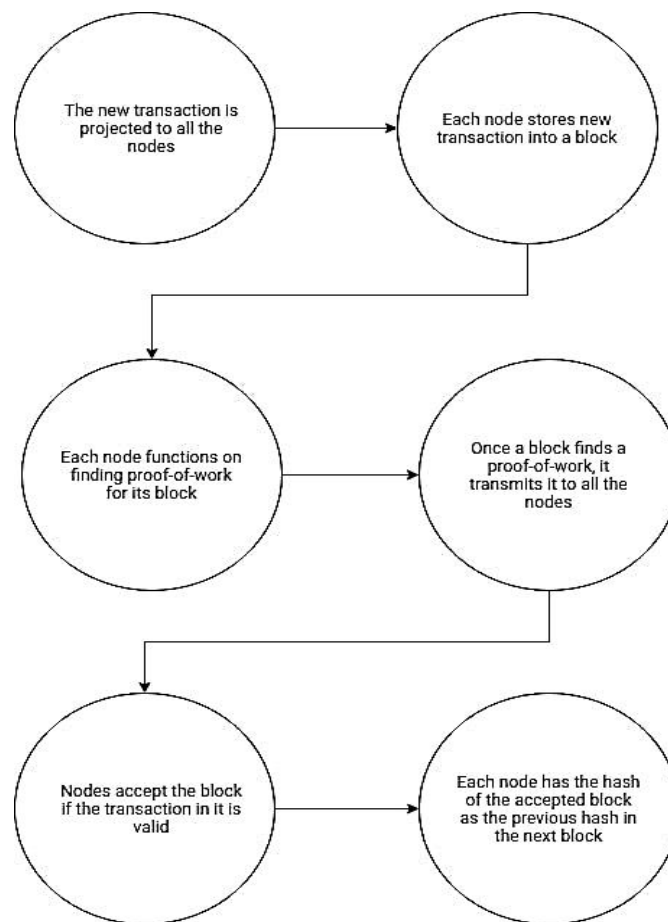 The new transaction is
projected to all the
nodes
Each node stores new
transaction into a block
Each node functions on
finding proof-of-work
for its block
Once a block finds a
proof-of-work, it
transmits it to all the
nodes
Nodes accept the block
if the transaction in it is
valid
Each node has the hash
of the accepted block
as the previous hash in
the next block